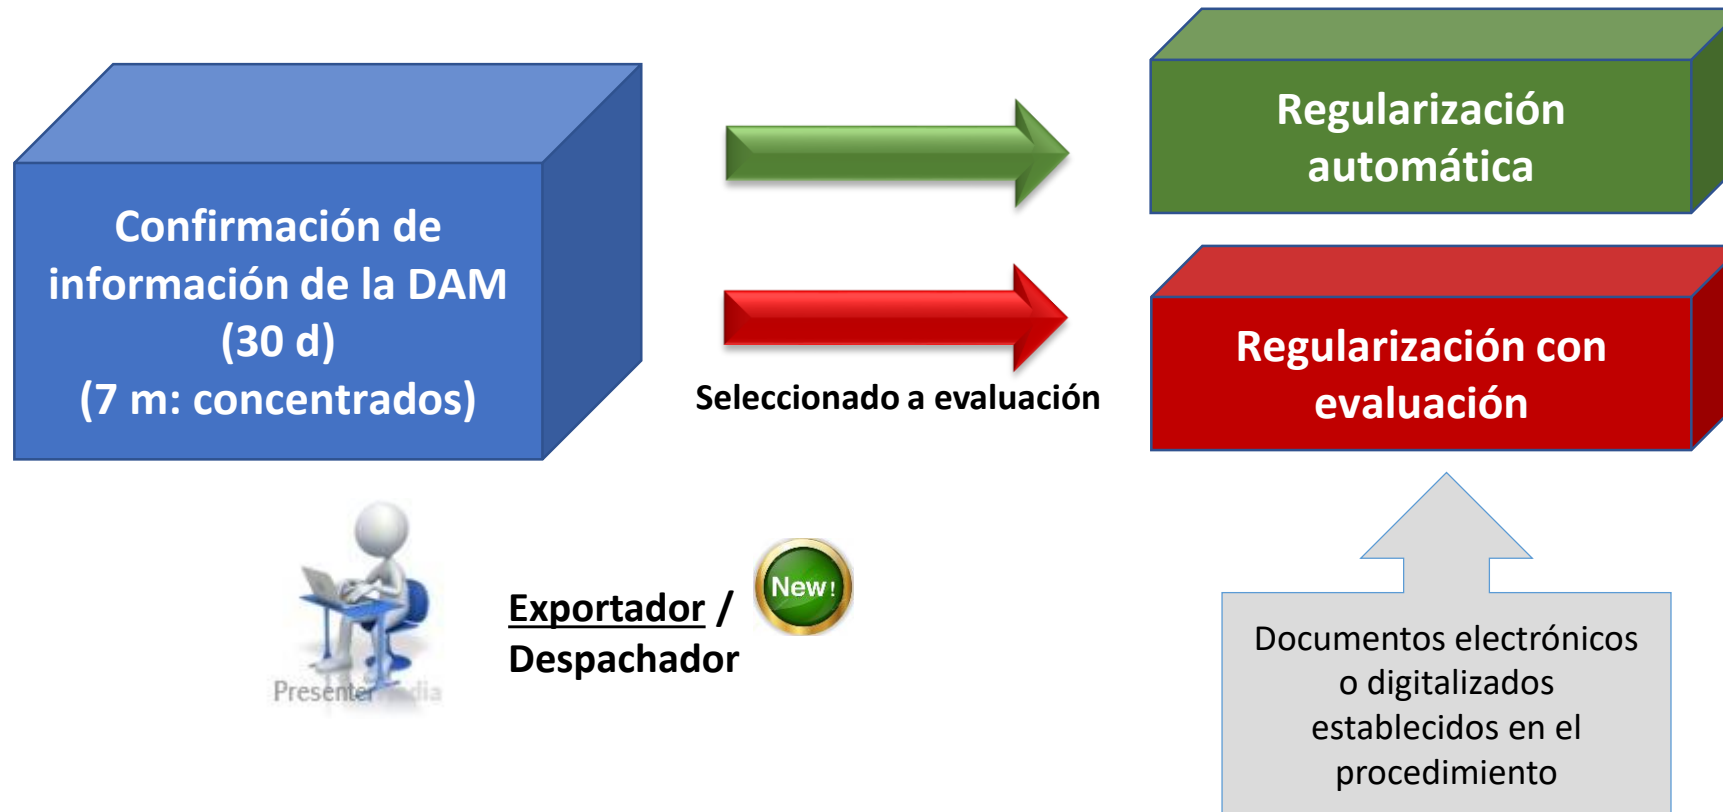 Confirmación de
información de la DAM
(30 d)
(7 m: concentrados)
Regularización
automática
Seleccionado a evaluación
Regularización con
evaluación
Exportador /
Despachador
New!
Documentos electrónicos
o digitalizados
establecidos en el
procedimiento